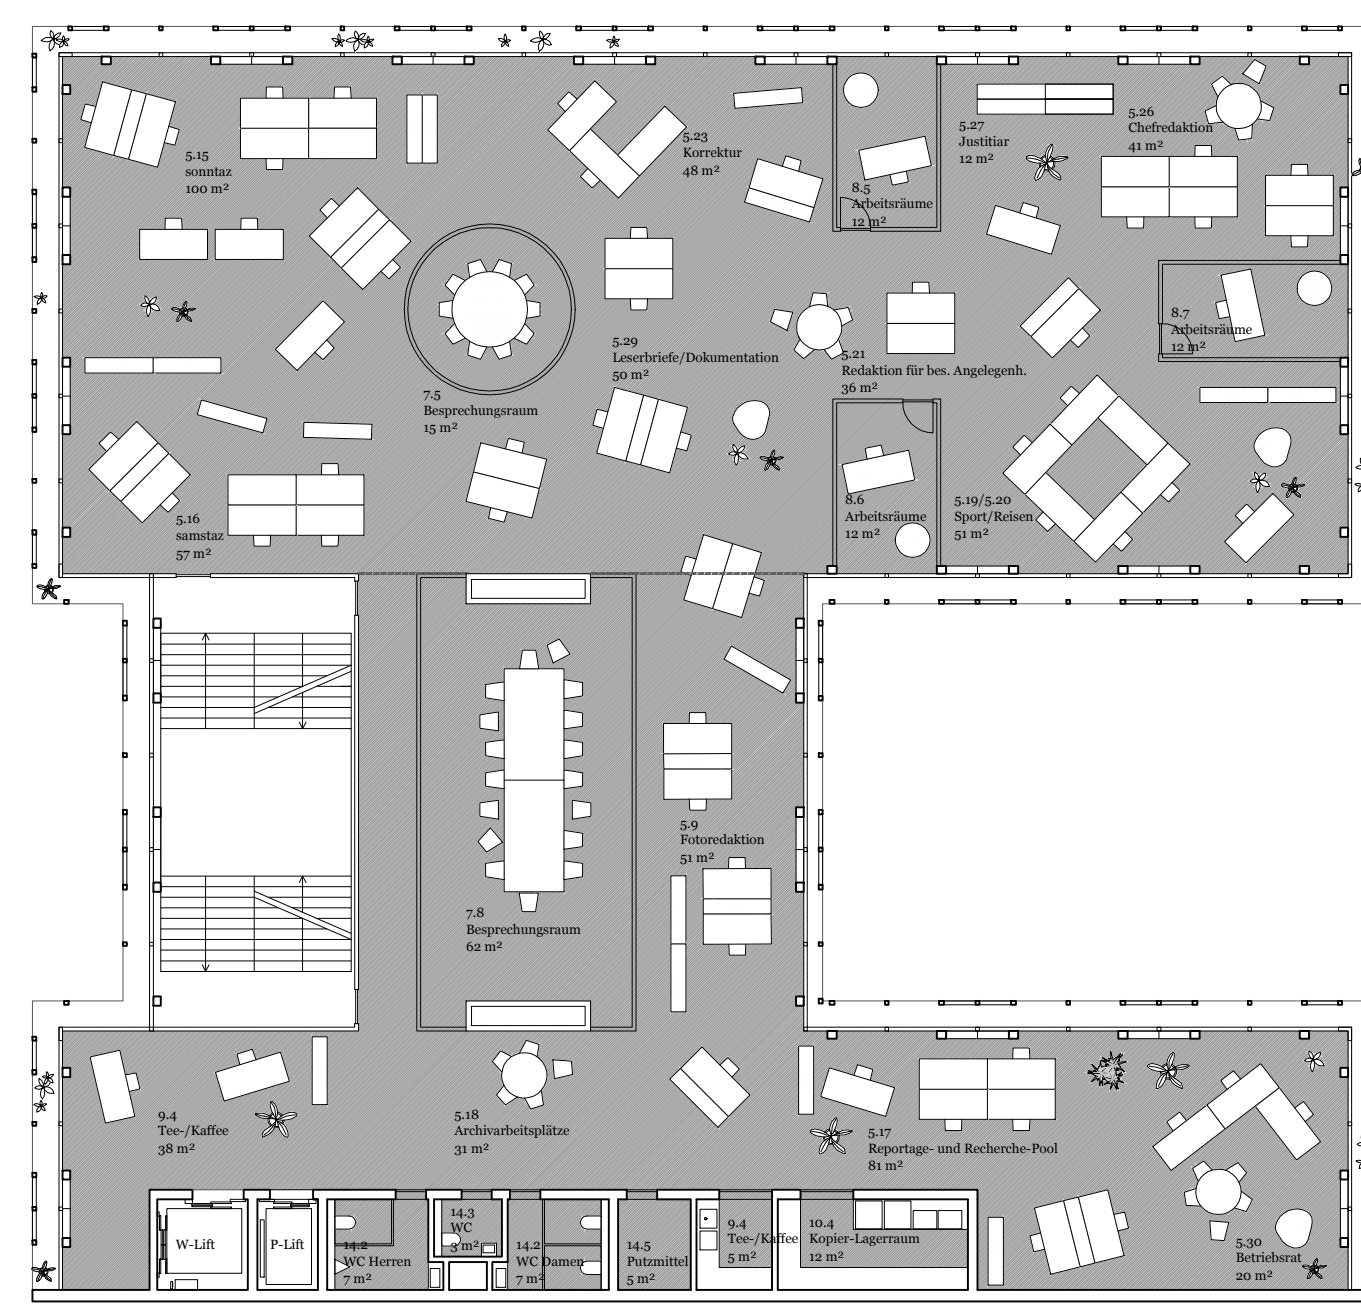 5.15
sonntaz
100 m²
5.23
Korrektur
48 m²
8.5
Arbeitsräume
12 m²
5.27
Justitiar
12 m²
5.26
Chefredaktion
41 m²
8.7
Arbeitsräume
12 m²
5.29
Leserbriefe/Dokumentation
50 m²
5.21
Redaktion für bes. Angelegenh.
36 m²
7.5
Besprechungsraum
15 m²
5.16
samstaz
57 m²
8.6
Arbeitsräume
12 m²
5.19/5.20
Sport/Reisen
51 m²
5.9
Fotoredaktion
51 m²
7.8
Besprechungsraum
62 m²
9.4
Tee-/Kaffee
38 m²
5.18
Archivarbeitsplätze
31 m²
5.17
Reportage- und Recherche-Pool
81 m²
W-Lift
P-Lift
14.2
WC Herren
7 m²
14.3
WC
3 m²
14.2
WC Damen
7 m²
14.5
Putzmittel
5 m²
9.4
Tee-/Kaffee
5 m²
10.4
Kopier-Lagerraum
12 m²
5.30
Betriebsrat
20 m²